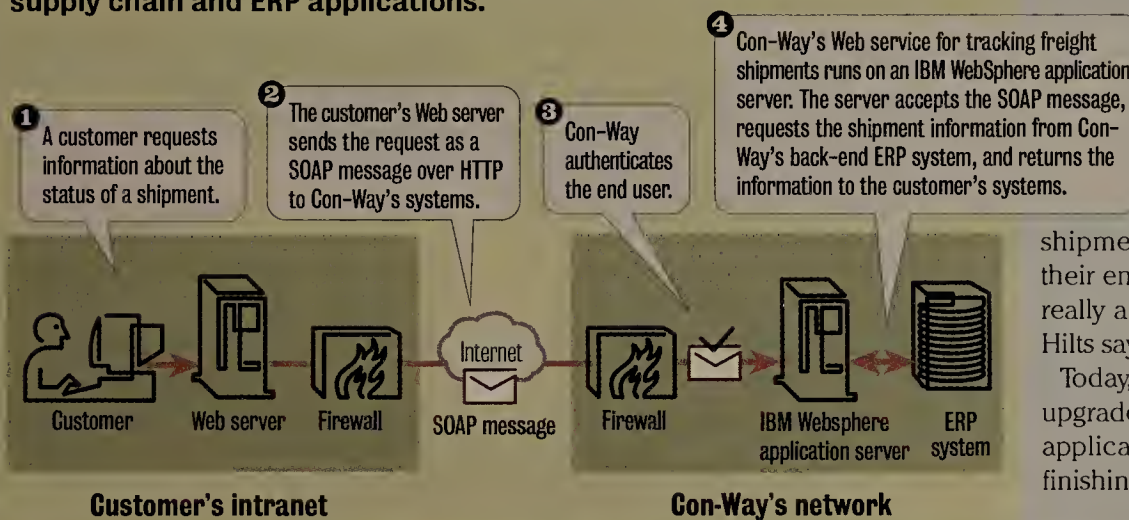 supply chain and ERP applications.
1
A customer requests
information about the
status of a shipment.
2
The customer's Web server
sends the request as a
SOAP message over HTTP
to Con-Way's systems.
3
Con-Way
authenticates
the end user.
4
Con-Way's Web service for tracking freight
shipments runs on an IBM WebSphere application
server. The server accepts the SOAP message,
requests the shipment information from Con-
Way's back-end ERP system, and returns the
information to the customer's systems.
Customer
Web server
Firewall
Internet
SOAP message
Firewall
IBM Websphere
application server
ERP
system
Customer's intranet
Con-Way's network
shipme
their en
really a
Hilts say
Today,
upgrade
applica
finishin